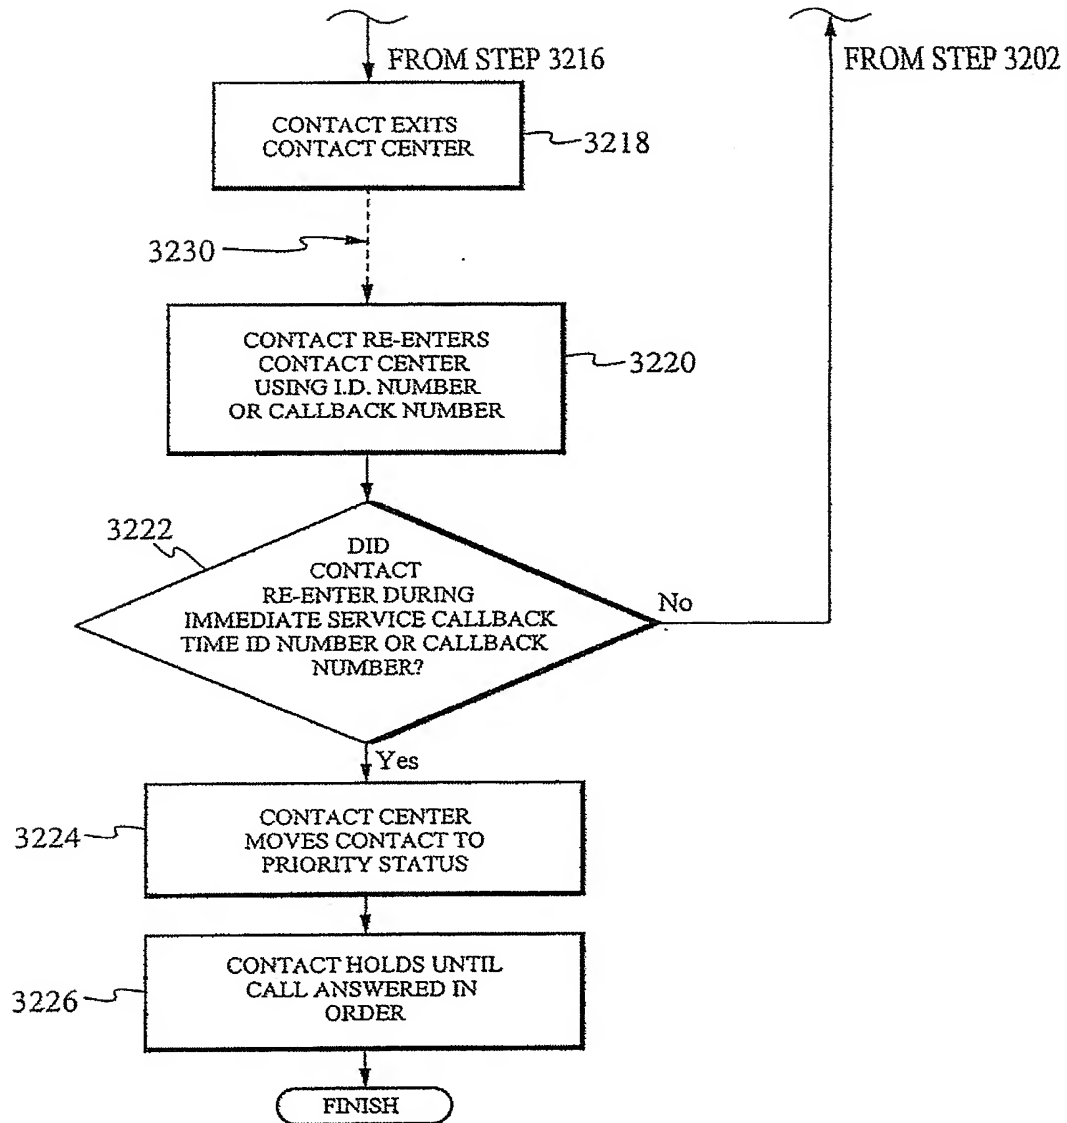 FROM STEP 3216
FROM STEP 3202
CONTACT EXITS
CONTACT CENTER
3218
3230
CONTACT RE-ENTERS
CONTACT CENTER
USING I.D. NUMBER
OR CALLBACK NUMBER
3220
3222
DID
CONTACT
RE-ENTER DURING
IMMEDIATE SERVICE CALLBACK
TIME ID NUMBER OR CALLBACK
NUMBER?
No
Yes
CONTACT CENTER
MOVES CONTACT TO
PRIORITY STATUS
3224
CONTACT HOLDS UNTIL
CALL ANSWERED IN
ORDER
3226
FINISH